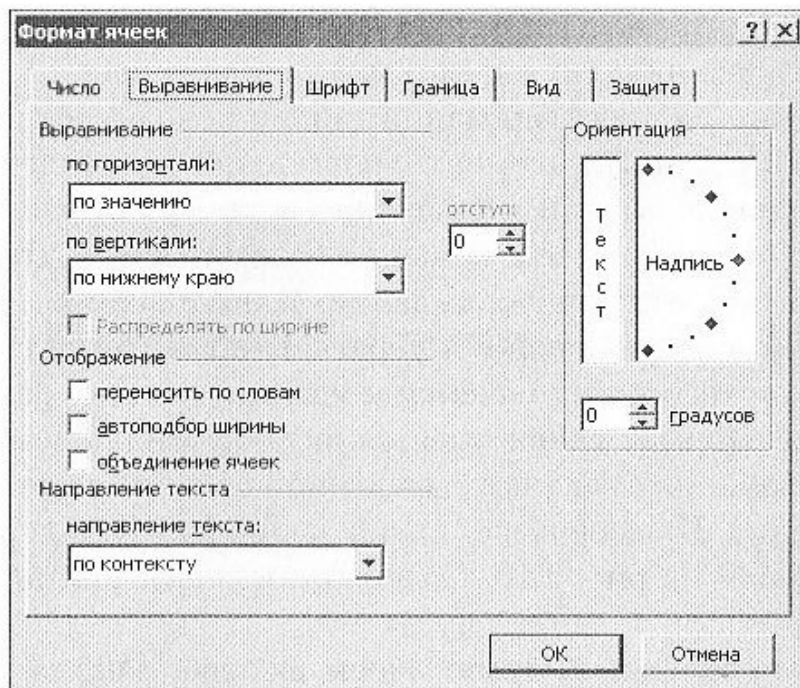 Формат ячеек
Число Выравнивание Шрифт Граница Вид Защита
Выравнивание
по горизонтали:
по значению
отступ:
0
по вертикали:
по нижнему краю
Распределять по ширине
Отображение
переносить по словам
автоподбор ширины
объединение ячеек
Направление текста
направление текста:
по контексту
Ориентация
Текст
Надпись
0 градусов
ОК Отмена